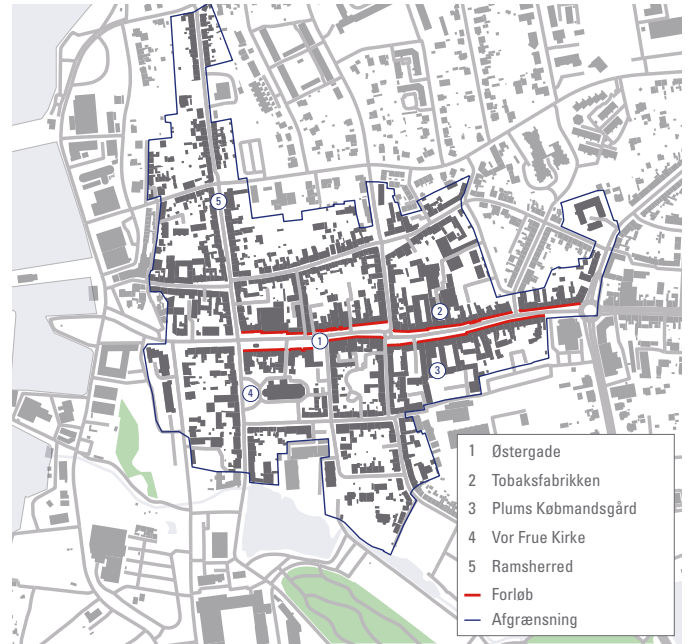 5
2
1
3
4
1 Østergade
2 Tobaksfabrikken
3 Plums Købmandsgård
4 Vor Frue Kirke
5 Ramsherred
Forløb
Afgrænsning